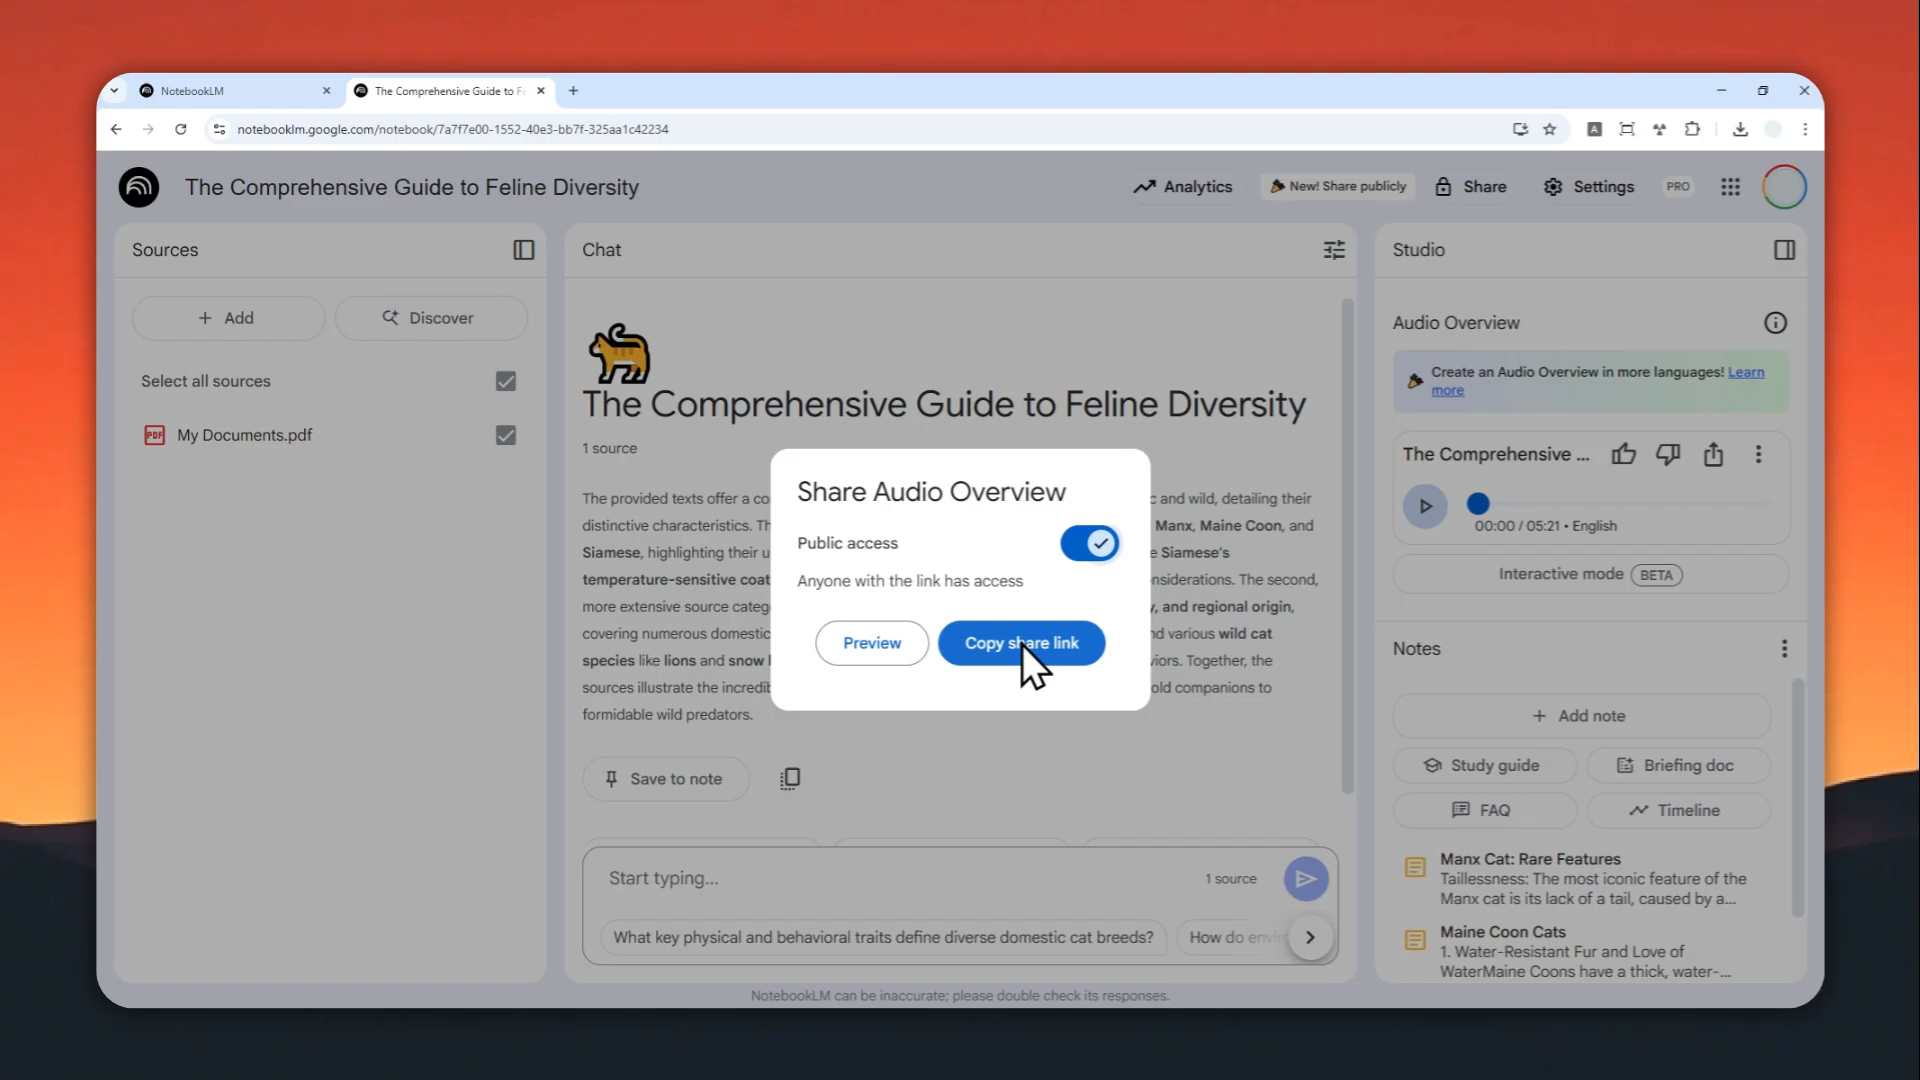 NotebookLM
The Comprehensive Guide to F
notebooklm.google.com/notebook/7a7f7e00-1552-40e3-bb7f-325aa1c42234
The Comprehensive Guide to Feline Diversity
Analytics
New! Share publicly
Share
Settings
PRO
Sources
Add
Discover
Select all sources
PDF
My Documents.pdf
Chat
The Comprehensive Guide to Feline Diversity
1 source
The provided texts offer a co c and wild, detailing their
distinctive characteristics. Th Manx, Maine Coon, and
Siamese, highlighting their u e Siamese's
temperature-sensitive coat nsiderations. The second,
more extensive source categ y, and regional origin,
covering numerous domestic nd various wild cat
species like lions and snow l viors. Together, the
sources illustrate the incredib old companions to
formidable wild predators.
Save to note
Share Audio Overview
Public access
Anyone with the link has access
Preview
Copy share link
Start typing...
1 source
What key physical and behavioral traits define diverse domestic cat breeds?
How do envir
NotebookLM can be inaccurate; please double check its responses.
Studio
Audio Overview
Create an Audio Overview in more languages! Learn
more
The Comprehensive ...
00:00 / 05:21 • English
Interactive mode BETA
Notes
Add note
Study guide
Briefing doc
FAQ
Timeline
Manx Cat: Rare Features
Taillessness: The most iconic feature of the
Manx cat is its lack of a tail, caused by a...
Maine Coon Cats
1. Water-Resistant Fur and Love of
WaterMaine Coons have a thick, water-...